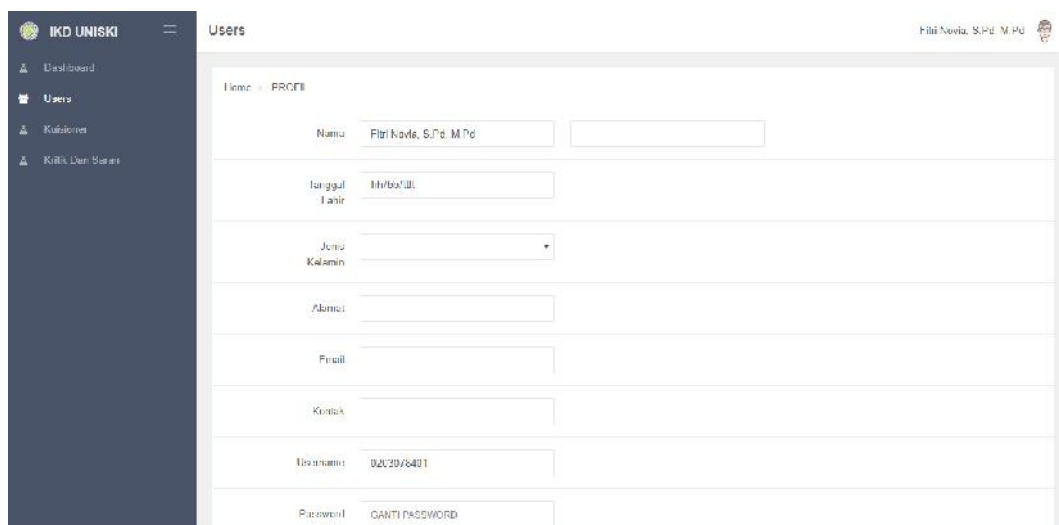 IKD UNISKI
Users
Fitri Novia, S.Pd. M.Pd
Dashboard
Users
Kuisioner
Kritik Dan Saran
Home PROFIL
Nama Fitri Novia, S.Pd. M.Pd
Tanggal
Lahir
hh/bb/tttt
Jenis
Kelamin
Alamat
Email
Kontak
Username
Password GANTI PASSWORD